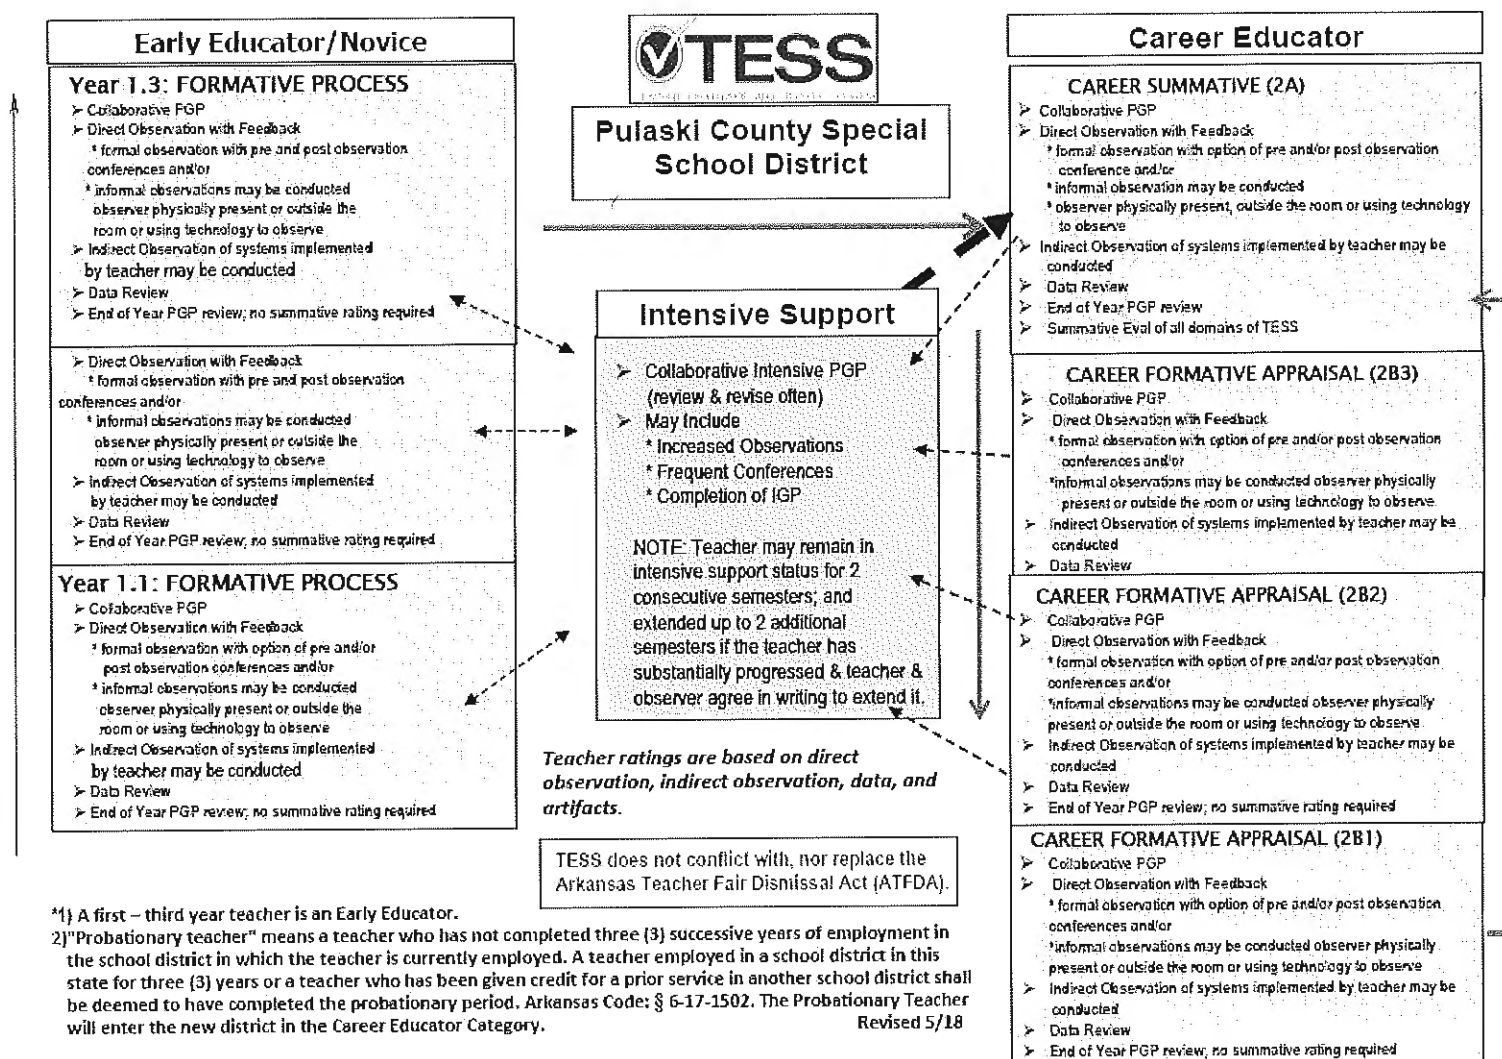 Early Educator/Novice
Year 1.3: FORMATIVE PROCESS
➢ Collaborative PGP
➢ Direct Observation with Feedback
* formal observation with pre and post observation
conferences and/or
* informal observations may be conducted
observer physically present or outside the
room or using technology to observe
➢ Indirect Observation of systems implemented
by teacher may be conducted
➢ Data Review
➢ End of Year PGP review; no summative rating required
➢ Direct Observation with Feedback
* formal observation with pre and post observation
conferences and/or
* informal observations may be conducted
observer physically present or outside the
room or using technology to observe
➢ Indirect Observation of systems implemented
by teacher may be conducted
➢ Data Review
➢ End of Year PGP review; no summative rating required
Year 1.1: FORMATIVE PROCESS
➢ Collaborative PGP
➢ Direct Observation with Feedback
* formal observation with option of pre and/or
post observation conferences and/or
* informal observations may be conducted
observer physically present or outside the
room or using technology to observe
➢ Indirect Observation of systems implemented
by teacher may be conducted
➢ Data Review
➢ End of Year PGP review; no summative rating required
TESS
Pulaski County Special
School District
Intensive Support
➢ Collaborative Intensive PGP
(review & revise often)
➢ May Include
* Increased Observations
* Frequent Conferences
* Completion of IGP
NOTE: Teacher may remain in
intensive support status for 2
consecutive semesters; and
extended up to 2 additional
semesters if the teacher has
substantially progressed & teacher &
observer agree in writing to extend it.
Teacher ratings are based on direct
observation, indirect observation, data, and
artifacts.
TESS does not conflict with, nor replace the
Arkansas Teacher Fair Dismissal Act (ATFDA).
Career Educator
CAREER SUMMATIVE (2A)
➢ Collaborative PGP
➢ Direct Observation with Feedback
* formal observation with option of pre and/or post observation
conference and/or
* informal observation may be conducted
* observer physically present, outside the room or using technology
to observe
➢ Indirect Observation of systems implemented by teacher may be
conducted
➢ Data Review
➢ End of Year PGP review
➢ Summative Eval of all domains of TESS
CAREER FORMATIVE APPRAISAL (2B3)
➢ Collaborative PGP
➢ Direct Observation with Feedback
* formal observation with option of pre and/or post observation
conferences and/or
*informal observations may be conducted observer physically
present or outside the room or using technology to observe
➢ Indirect Observation of systems implemented by teacher may be
conducted
➢ Data Review
CAREER FORMATIVE APPRAISAL (2B2)
➢ Collaborative PGP
➢ Direct Observation with Feedback
* formal observation with option of pre and/or post observation
conferences and/or
*informal observations may be conducted observer physically
present or outside the room or using technology to observe
➢ Indirect Observation of systems implemented by teacher may be
conducted
➢ Data Review
➢ End of Year PGP review; no summative rating required
CAREER FORMATIVE APPRAISAL (2B1)
➢ Collaborative PGP
➢ Direct Observation with Feedback
* formal observation with option of pre and/or post observation
conferences and/or
*informal observations may be conducted observer physically
present or outside the room or using technology to observe
➢ Indirect Observation of systems implemented by teacher may be
conducted
➢ Data Review
➢ End of Year PGP review; no summative rating required
*1) A first – third year teacher is an Early Educator.
2)"Probationary teacher" means a teacher who has not completed three (3) successive years of employment in
the school district in which the teacher is currently employed. A teacher employed in a school district in this
state for three (3) years or a teacher who has been given credit for a prior service in another school district shall
be deemed to have completed the probationary period. Arkansas Code: § 6-17-1502. The Probationary Teacher
will enter the new district in the Career Educator Category. Revised 5/18